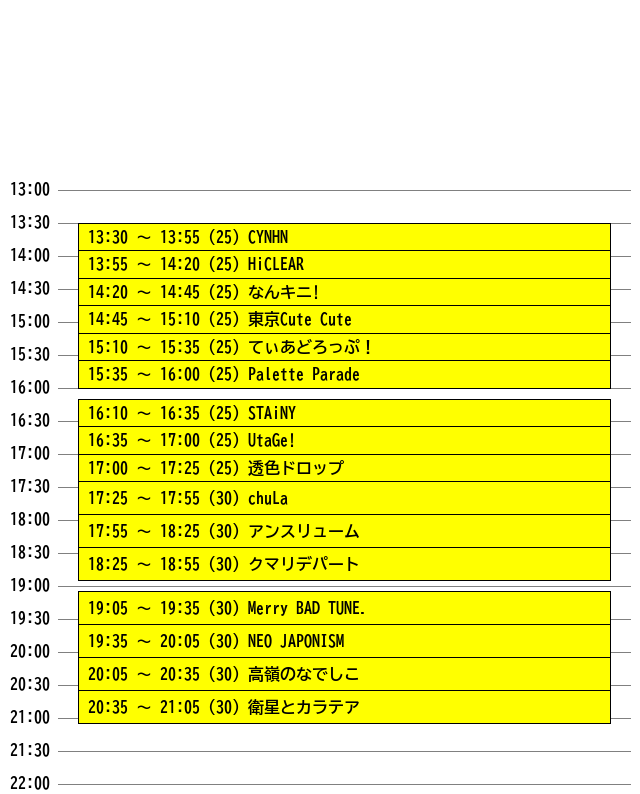 13:00
13:30
13:30 ～ 13:55 (25) CYNHN
14:00
13:55 ～ 14:20 (25) HiCLEAR
14:30
14:20 ～ 14:45 (25) なんキニ!
15:00
14:45 ～ 15:10 (25) 東京Cute Cute
15:30
15:10 ～ 15:35 (25) てぃあどろっぷ！
16:00
15:35 ～ 16:00 (25) Palette Parade
16:30
16:10 ～ 16:35 (25) STAiNY
16:35 ～ 17:00 (25) UtaGe!
17:00
17:00 ～ 17:25 (25) 透色ドロップ
17:30
17:25 ～ 17:55 (30) chuLa
18:00
17:55 ～ 18:25 (30) アンスリューム
18:30
18:25 ～ 18:55 (30) クマリデパート
19:00
19:05 ～ 19:35 (30) Merry BAD TUNE.
19:30
19:35 ～ 20:05 (30) NEO JAPONISM
20:00
20:05 ～ 20:35 (30) 高嶺のなでしこ
20:30
20:35 ～ 21:05 (30) 衛星とカラテア
21:00
21:30
22:00